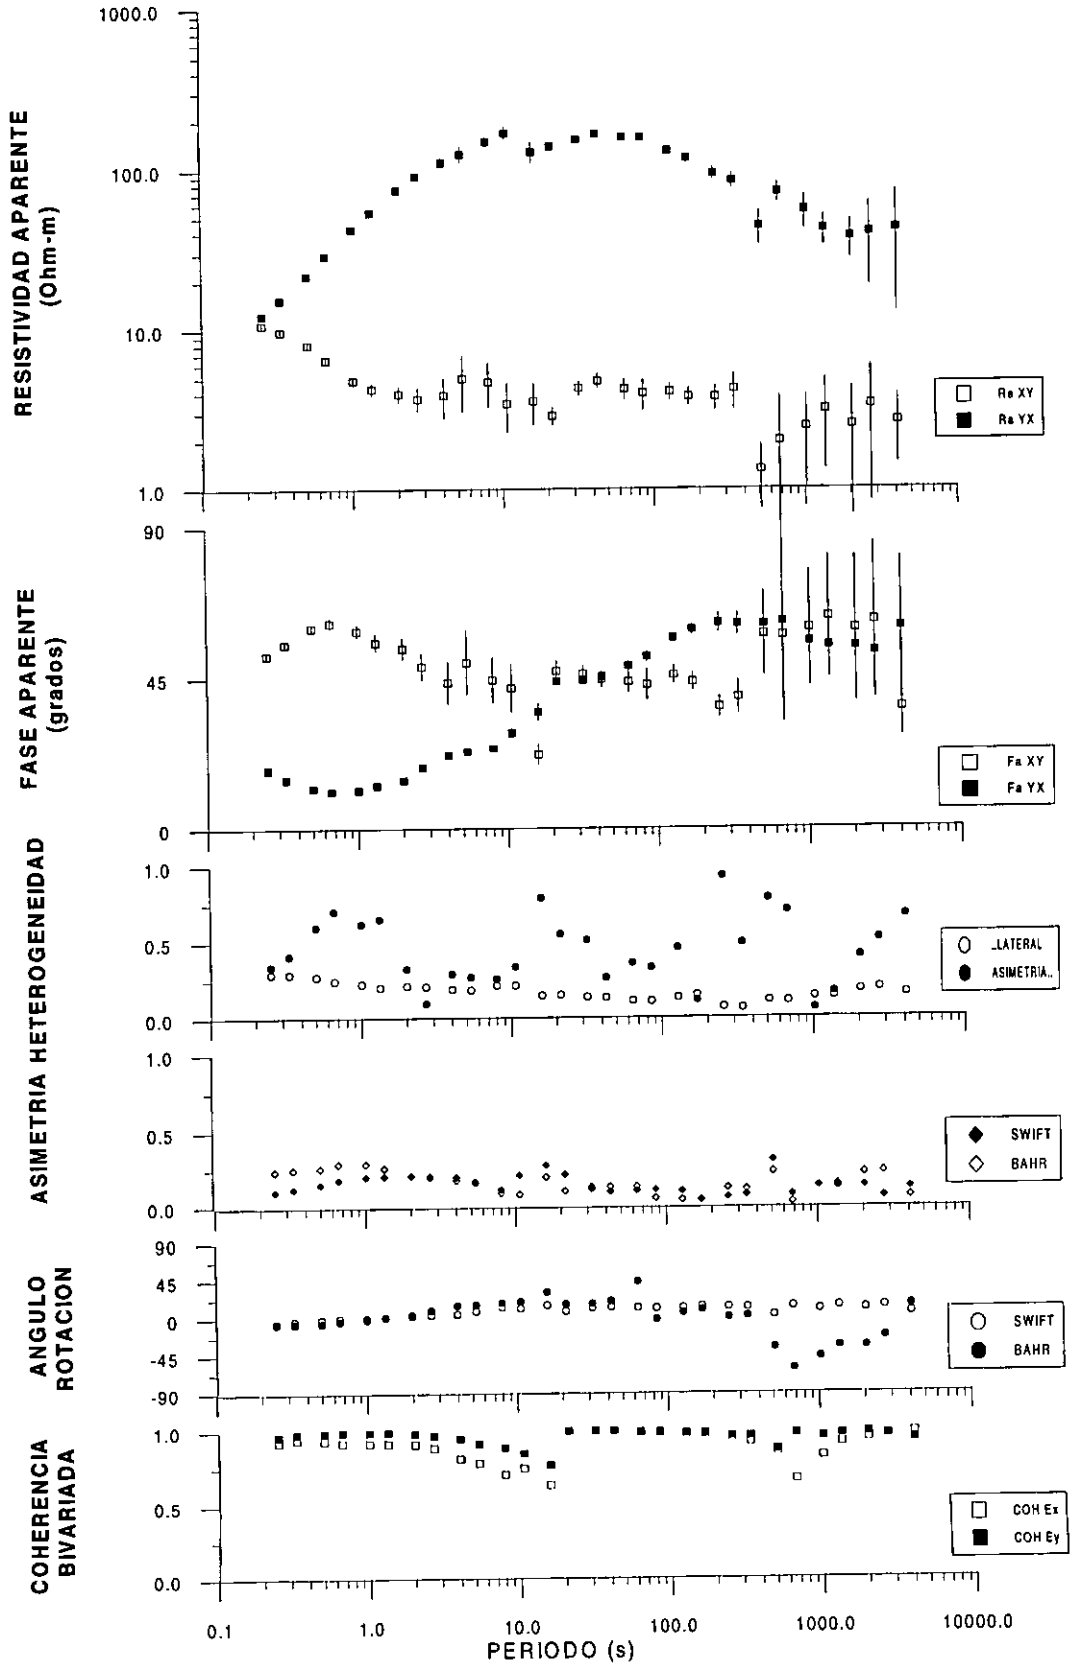 RESISTIVIDAD APARENTE
(Ohm-m)
1000.0
100.0
10.0
1.0
Ra XY
Ra YX
FASE APARENTE
(grados)
90
45
0
Fa XY
Fa YX
ASIMETRIA HETEROGENEIDAD
1.0
0.5
0.0
LATERAL
ASIMETRIA..
1.0
0.5
0.0
SWIFT
BAHR
ANGULO
ROTACION
90
45
0
-45
-90
SWIFT
BAHR
COHERENCIA
BIVARIADA
1.0
0.5
0.0
COH Ex
COH Ey
0.1
1.0
10.0
100.0
1000.0
10000.0
PERIODO (s)